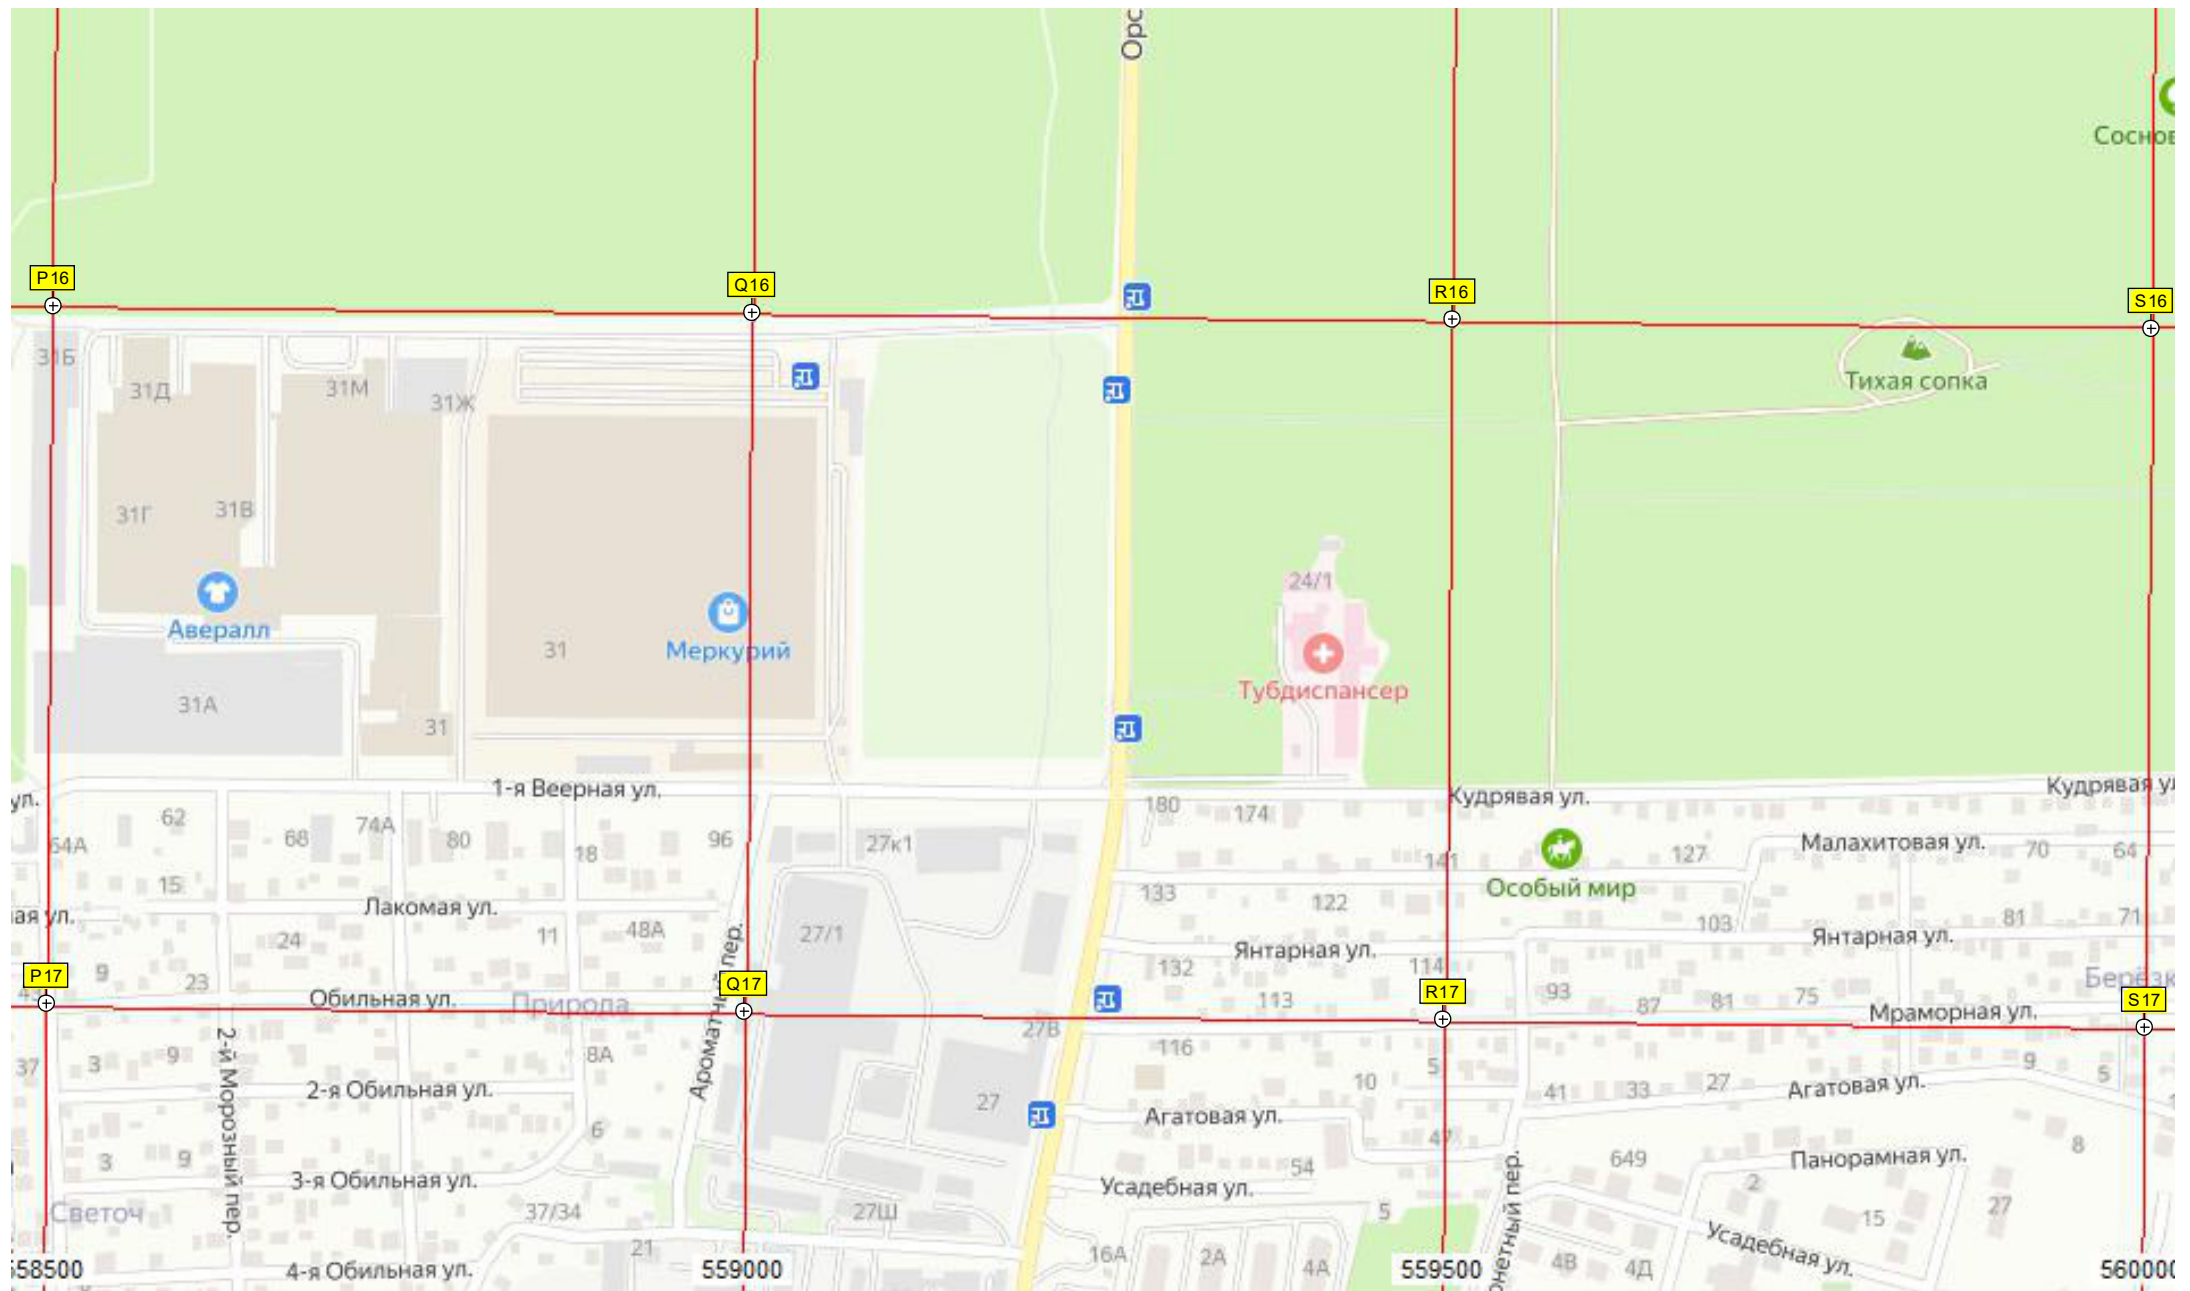 Орс
Соснов
P16
Q16
R16
S16
31Б
31Д
31М
31Ж
Тихая сопка
31Г
31В
24/1
Авералл
31
Меркурий
Тубдиспансер
31А
31
1-я Веерная ул.
Кудрявая ул.
Кудрявая ул
ул.
62
68
74А
80
18
96
27к1
180
174
141
127
Малахитовая ул.
70
64
64А
15
Особый мир
133
122
ая ул.
Лакомая ул.
24
11
48А
27/1
103
81
71
Янтарная ул.
Янтарная ул.
132
114
P17
9
23
Q17
R17
S17
Берёзк
Обильная ул.
Природа
Ароматный пер.
113
93
87
81
75
Мраморная ул.
27В
37
3
9
8А
116
5
9
5
2-й Морозный пер.
2-я Обильная ул.
27
10
41
33
27
Агатовая ул.
Агатовая ул.
6
47
3
9
54
649
Панорамная ул.
8
3-я Обильная ул.
Усадебная ул.
2
27
Светоч
37/34
27Ш
5
15
21
16А
2А
4А
4В
4Д
Усадебная ул.
онетный пер.
4-я Обильная ул.
558500
559000
559500
560000